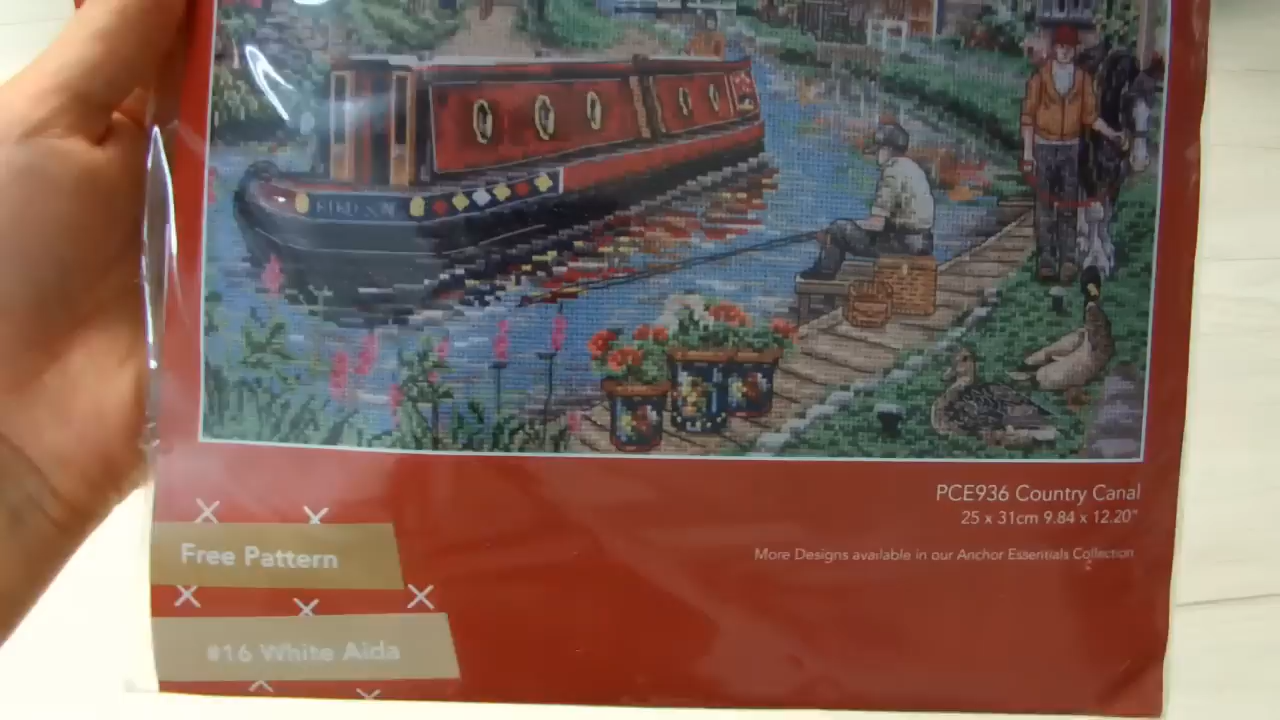 PCE936 Country Canal
25 x 31cm 9.84 x 12.20"
More Designs available in our Anchor Essentials Collection
Free Pattern
#16 White Aida